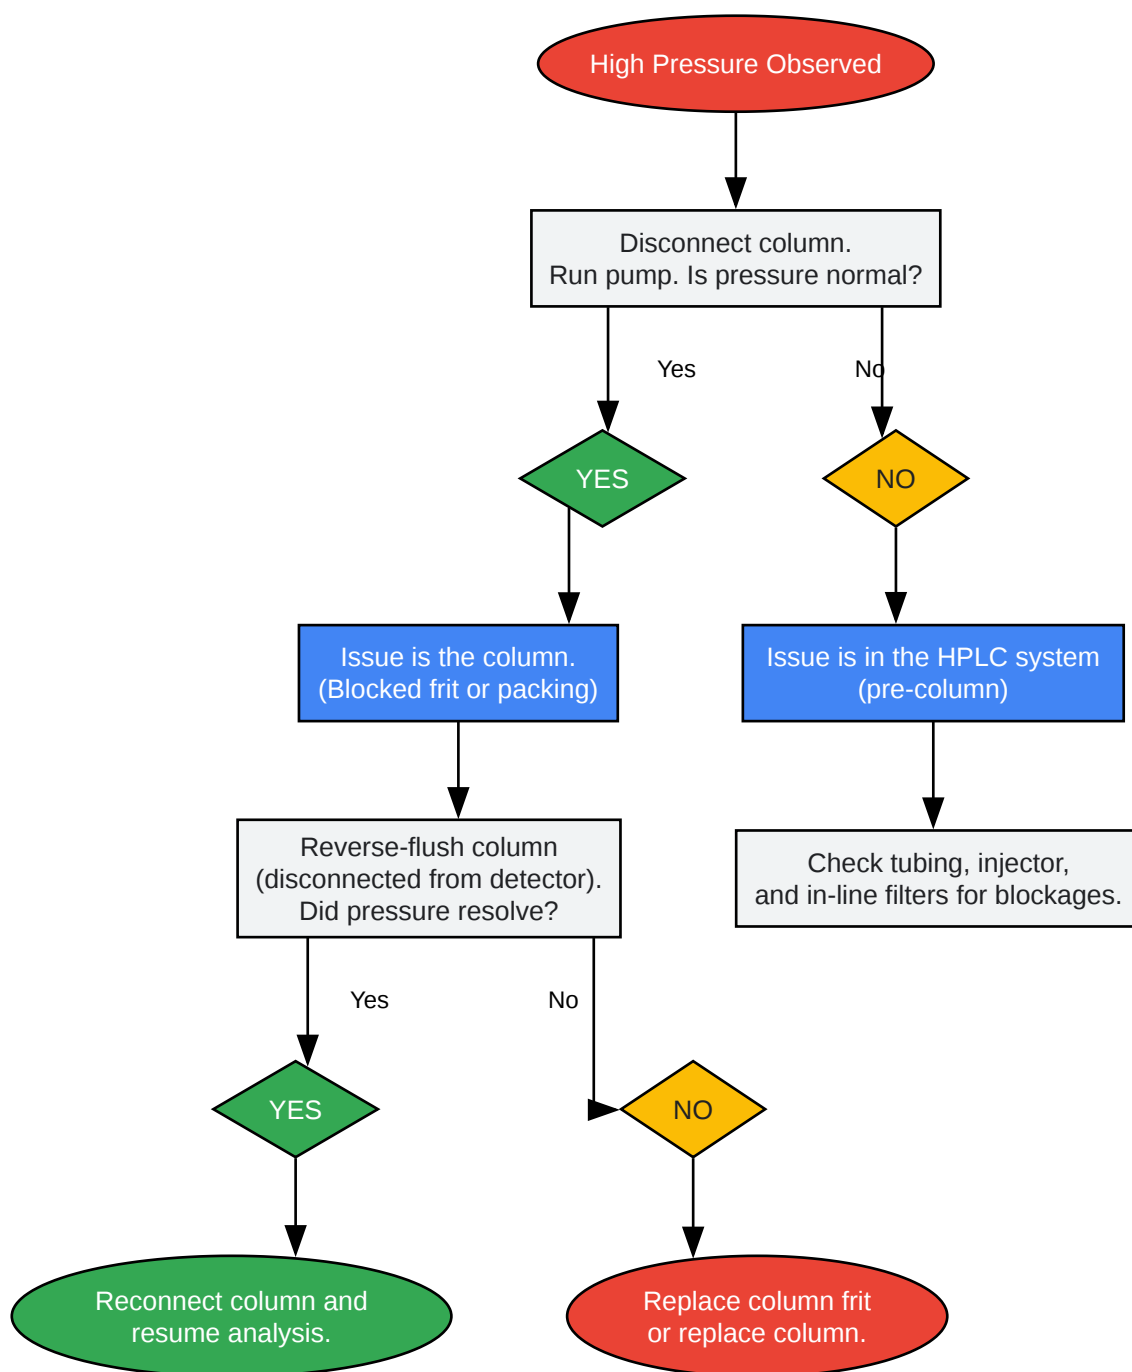 High Pressure Observed
Disconnect column.
Run pump. Is pressure normal?
Yes
No
YES
NO
Issue is the column.
(Blocked frit or packing)
Issue is in the HPLC system
(pre-column)
Reverse-flush column
(disconnected from detector).
Did pressure resolve?
Check tubing, injector,
and in-line filters for blockages.
Yes
No
YES
NO
Reconnect column and
resume analysis.
Replace column frit
or replace column.